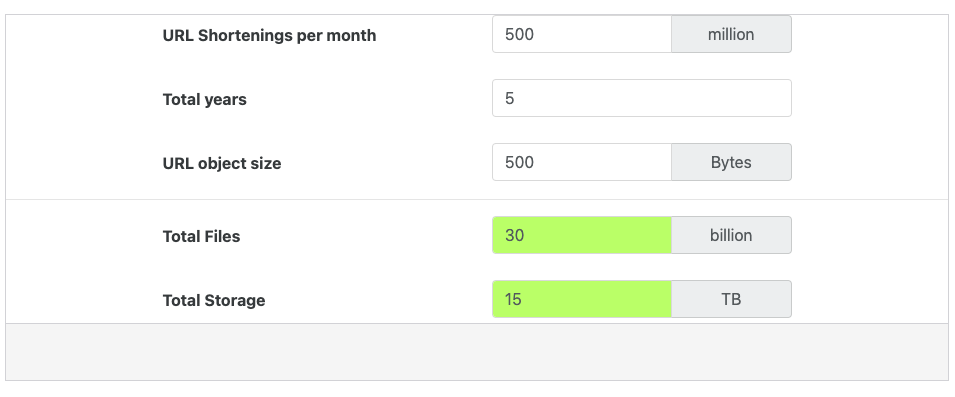 URL Shortenings per month 500 million
Total years 5
URL object size 500 Bytes
Total Files 30 billion
Total Storage 15 TB